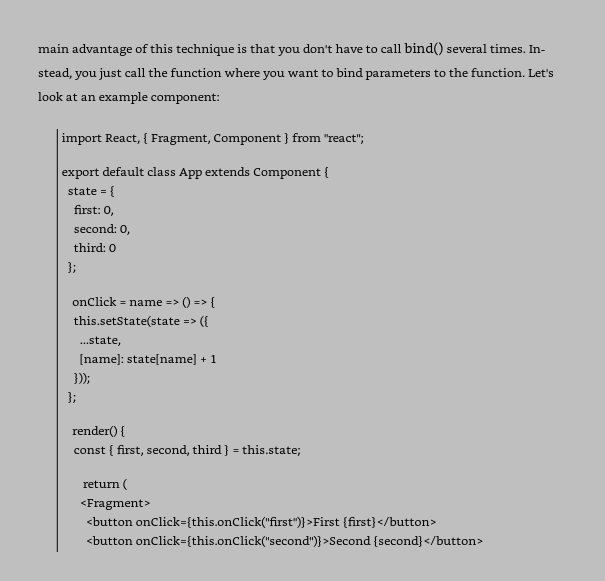 main advantage of this technique is that you don't have to call bind() several times. In-
stead, you just call the function where you want to bind parameters to the function. Let's
look at an example component:
import React, { Fragment, Component } from "react";
export default class App extends Component {
state = {
first: 0,
second: 0,
third: 0
};
onClick = name => () => {
this.setState(state => ({
...state,
[name]: state[name] + 1
}));
};
render() {
const { first, second, third } = this.state;
return (
<Fragment>
<button onClick={this.onClick("first")}>First {first}</button>
<button onClick={this.onClick("second")}>Second {second}</button>